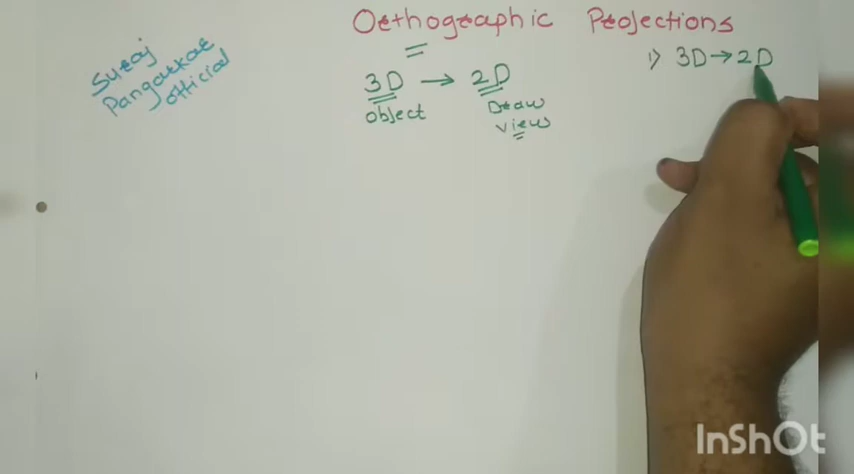 Orthographic Projections
Suraj
Pangarkar
official
3D → 2D
object
Draw
view
1) 3D → 2D
InShOt